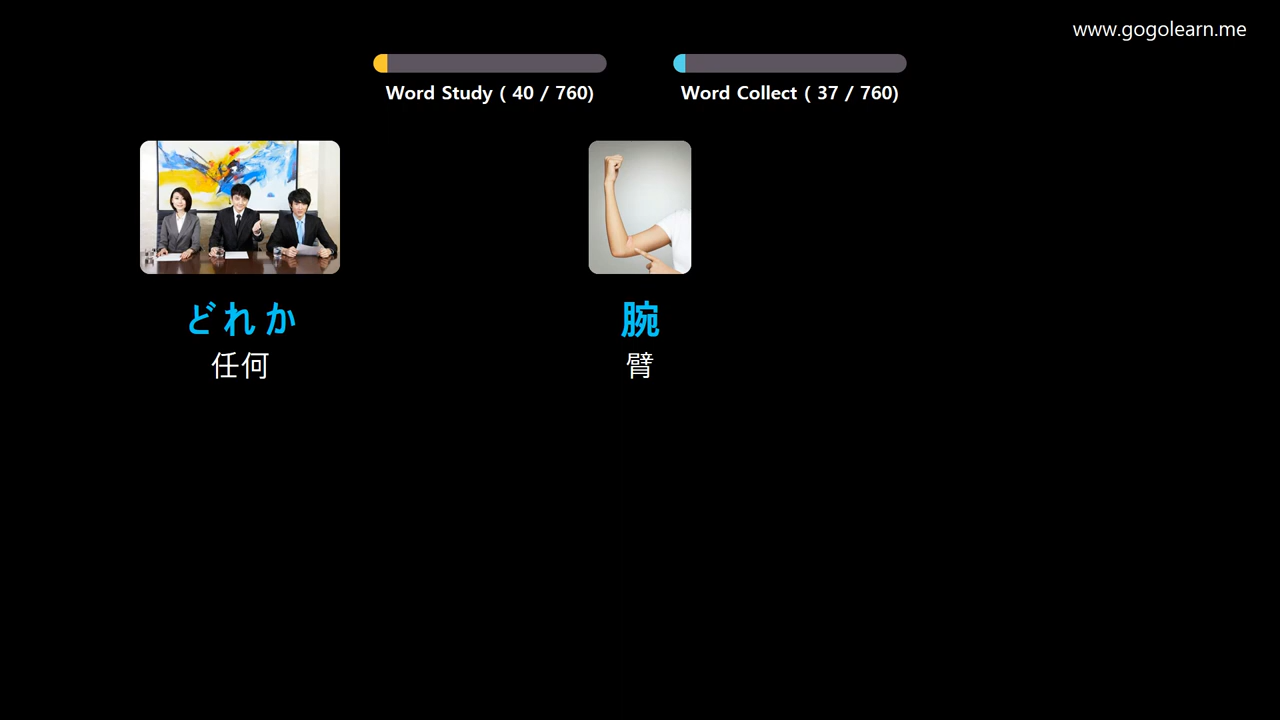 www.gogolearn.me
Word Study ( 40 / 760)
Word Collect ( 37 / 760)
どれか
任何
腕
臂